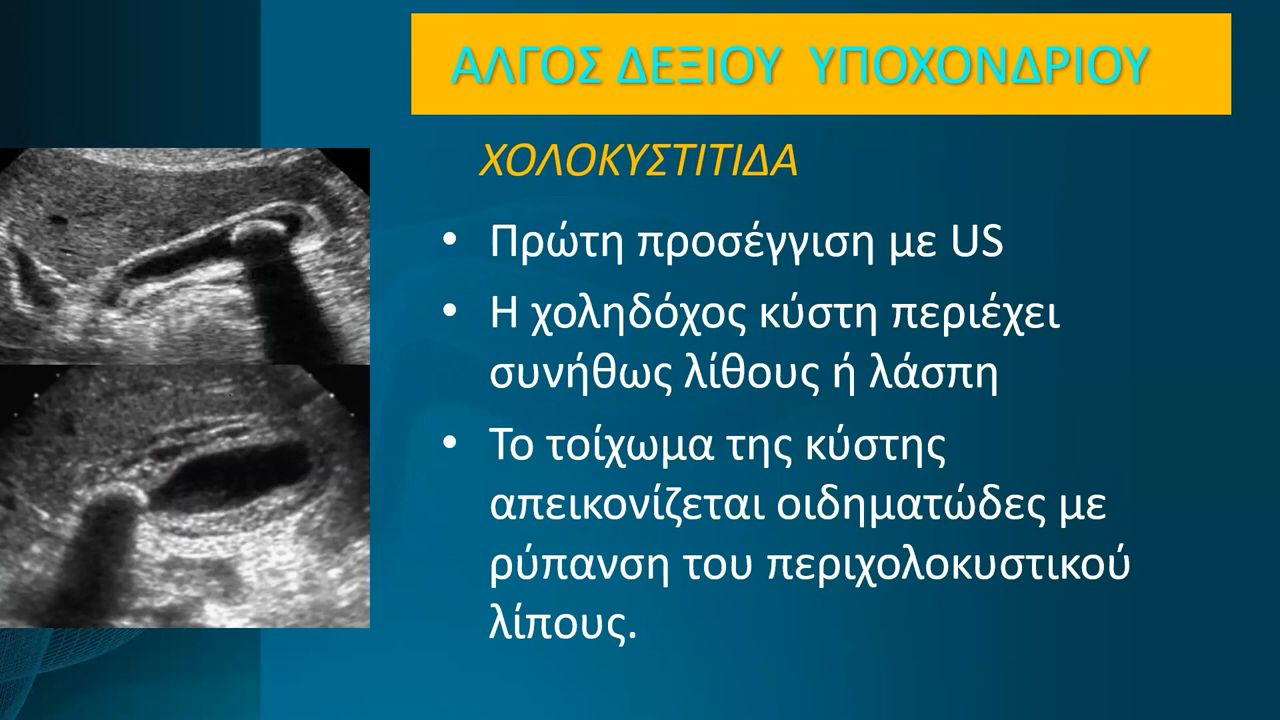 ΑΛΓΟΣ ΔΕΞΙΟΥ ΥΠΟΧΟΝΔΡΙΟΥ
ΧΟΛΟΚΥΣΤΙΤΙΔΑ
• Πρώτη προσέγγιση με US
• Η χοληδόχος κύστη περιέχει
συνήθως λίθους ή λάσπη
• Το τοίχωμα της κύστης
απεικονίζεται οιδηματώδες με
ρύπανση του περιχολοκυστικού
λίπους.